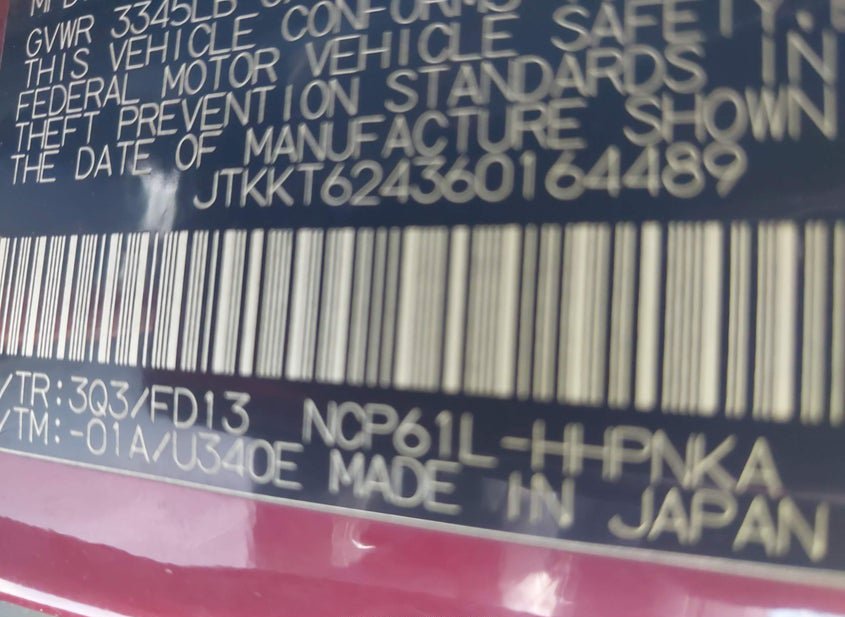 GVWR 3345LB
THIS VEHICLE CONFORMS
FEDERAL MOTOR VEHICLE SAFETY,
THEFT PREVENTION STANDARDS IN
THE DATE OF MANUFACTURE SHOWN
JTKKT624360164489
/TR:3Q3/FD13 NCP61L-HHPNKA
/TM:-01A/U340E MADE IN JAPAN